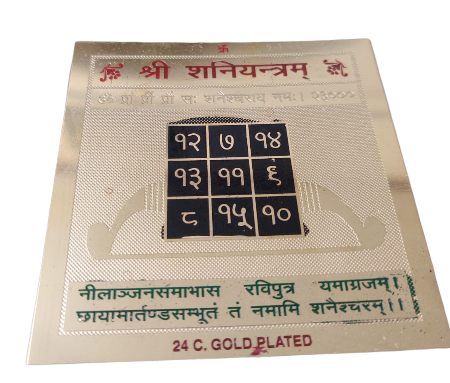 श्री शनियन्त्रम्
ॐ प्रां प्रीं प्रौं सः शनैश्चराय नमः। २३०००
१२ ७ १४
१३ ११ ९
८ १५ १०
नीलाञ्जनसमाभास रविपुत्र यमाग्रजम्।
छायामार्तण्डसम्भूतं तं नमामि शनैश्चरम्।।
24 C. GOLD PLATED